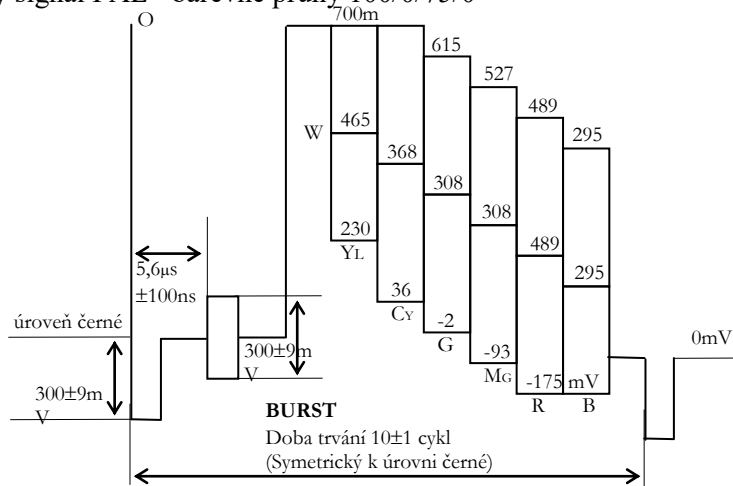 y signál PAL - barevné pruhy 100/0/75/0
O
700m
615
527
489
295
W
465
368
308
308
489
295
230
YL
5,6µs
±100ns
36
CY
-2
G
-93
MG
-175 mV
R
B
úroveň černé
300±9m
V
300±9m
V
0mV
BURST
Doba trvání 10±1 cykl
(Symetrický k úrovni černé)